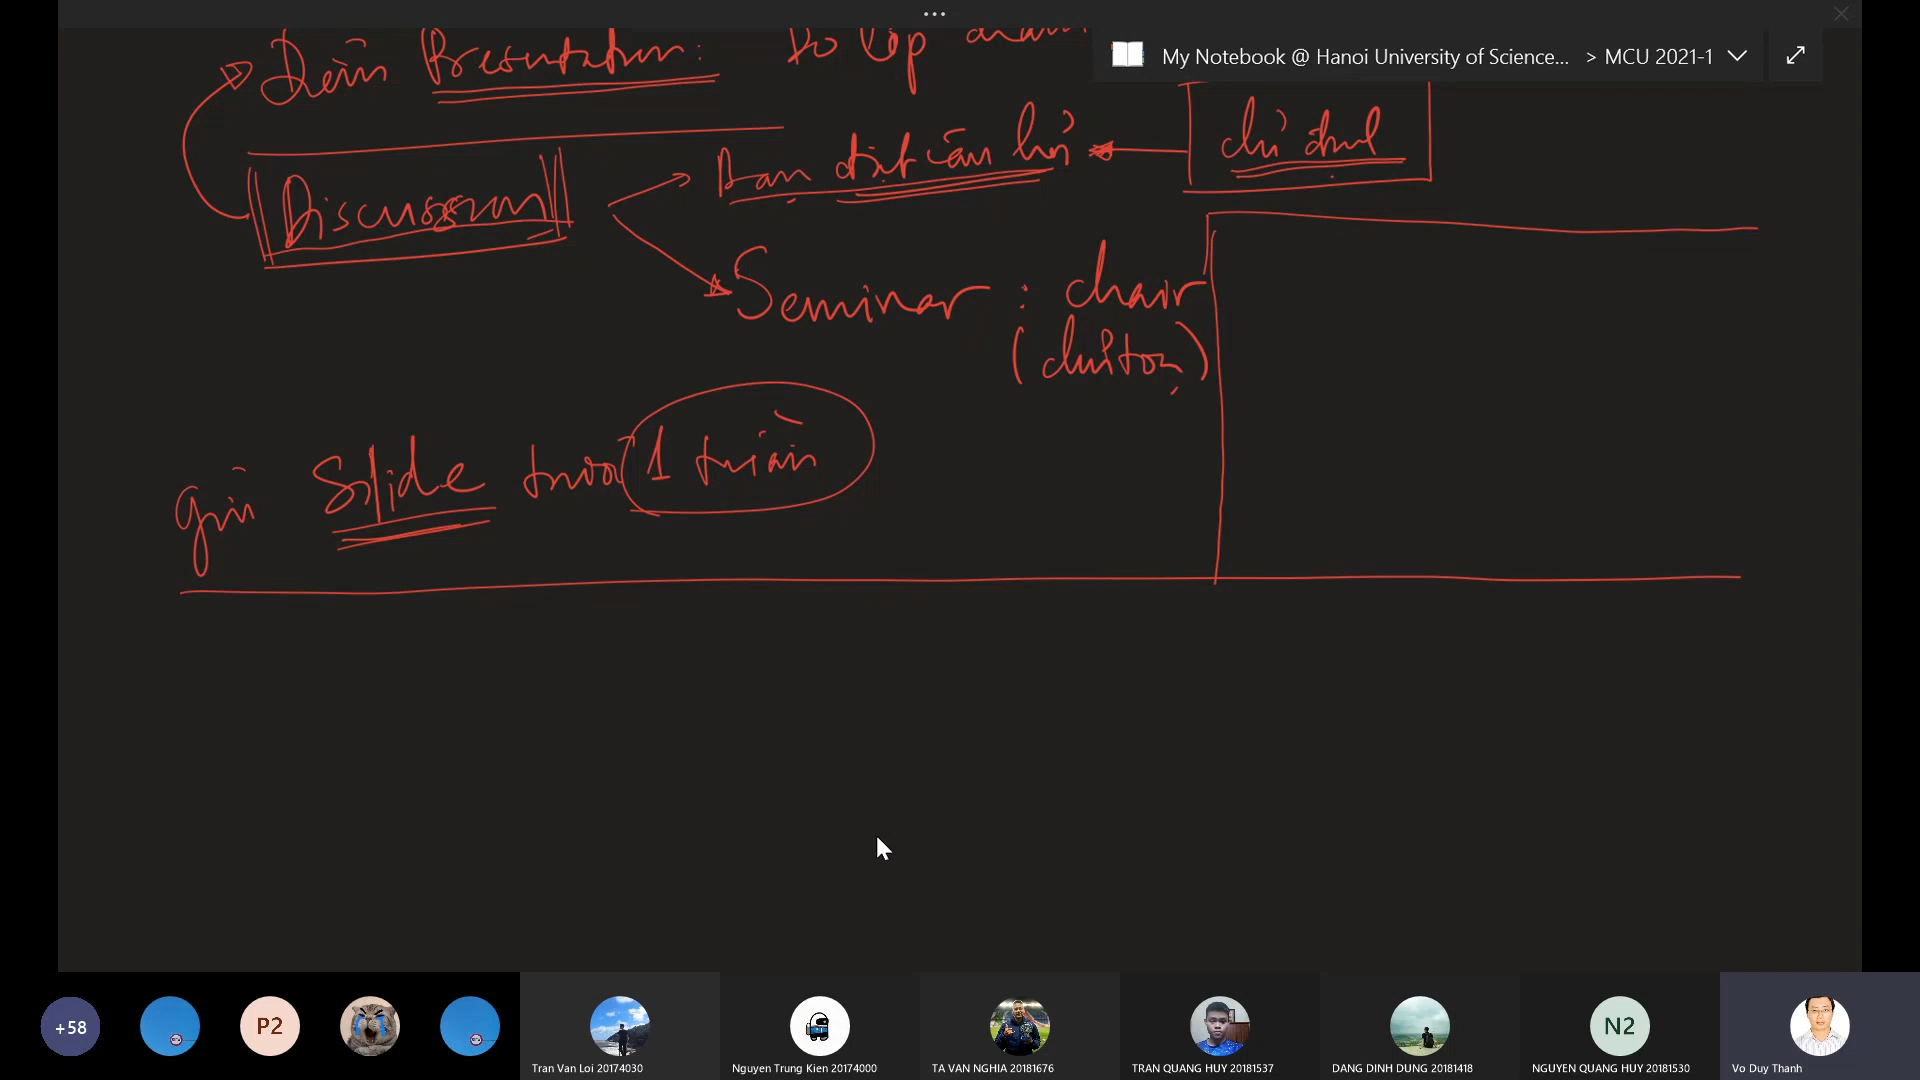 Điểm Presentation: Do lớp chấm
My Notebook @ Hanoi University of Science... > MCU 2021-1
Discussion
Bạn đặt câu hỏi
chủ
Seminar : chair
(chủ tọa)
gửi Slide trước 1 tuần
+58
P2
N2
Tran Van Loi 20174030
Nguyen Trung Kien 20174000
TA VAN NGHIA 20181676
TRAN QUANG HUY 20181537
DANG DINH DUNG 20181418
NGUYEN QUANG HUY 20181530
Vo Duy Thanh